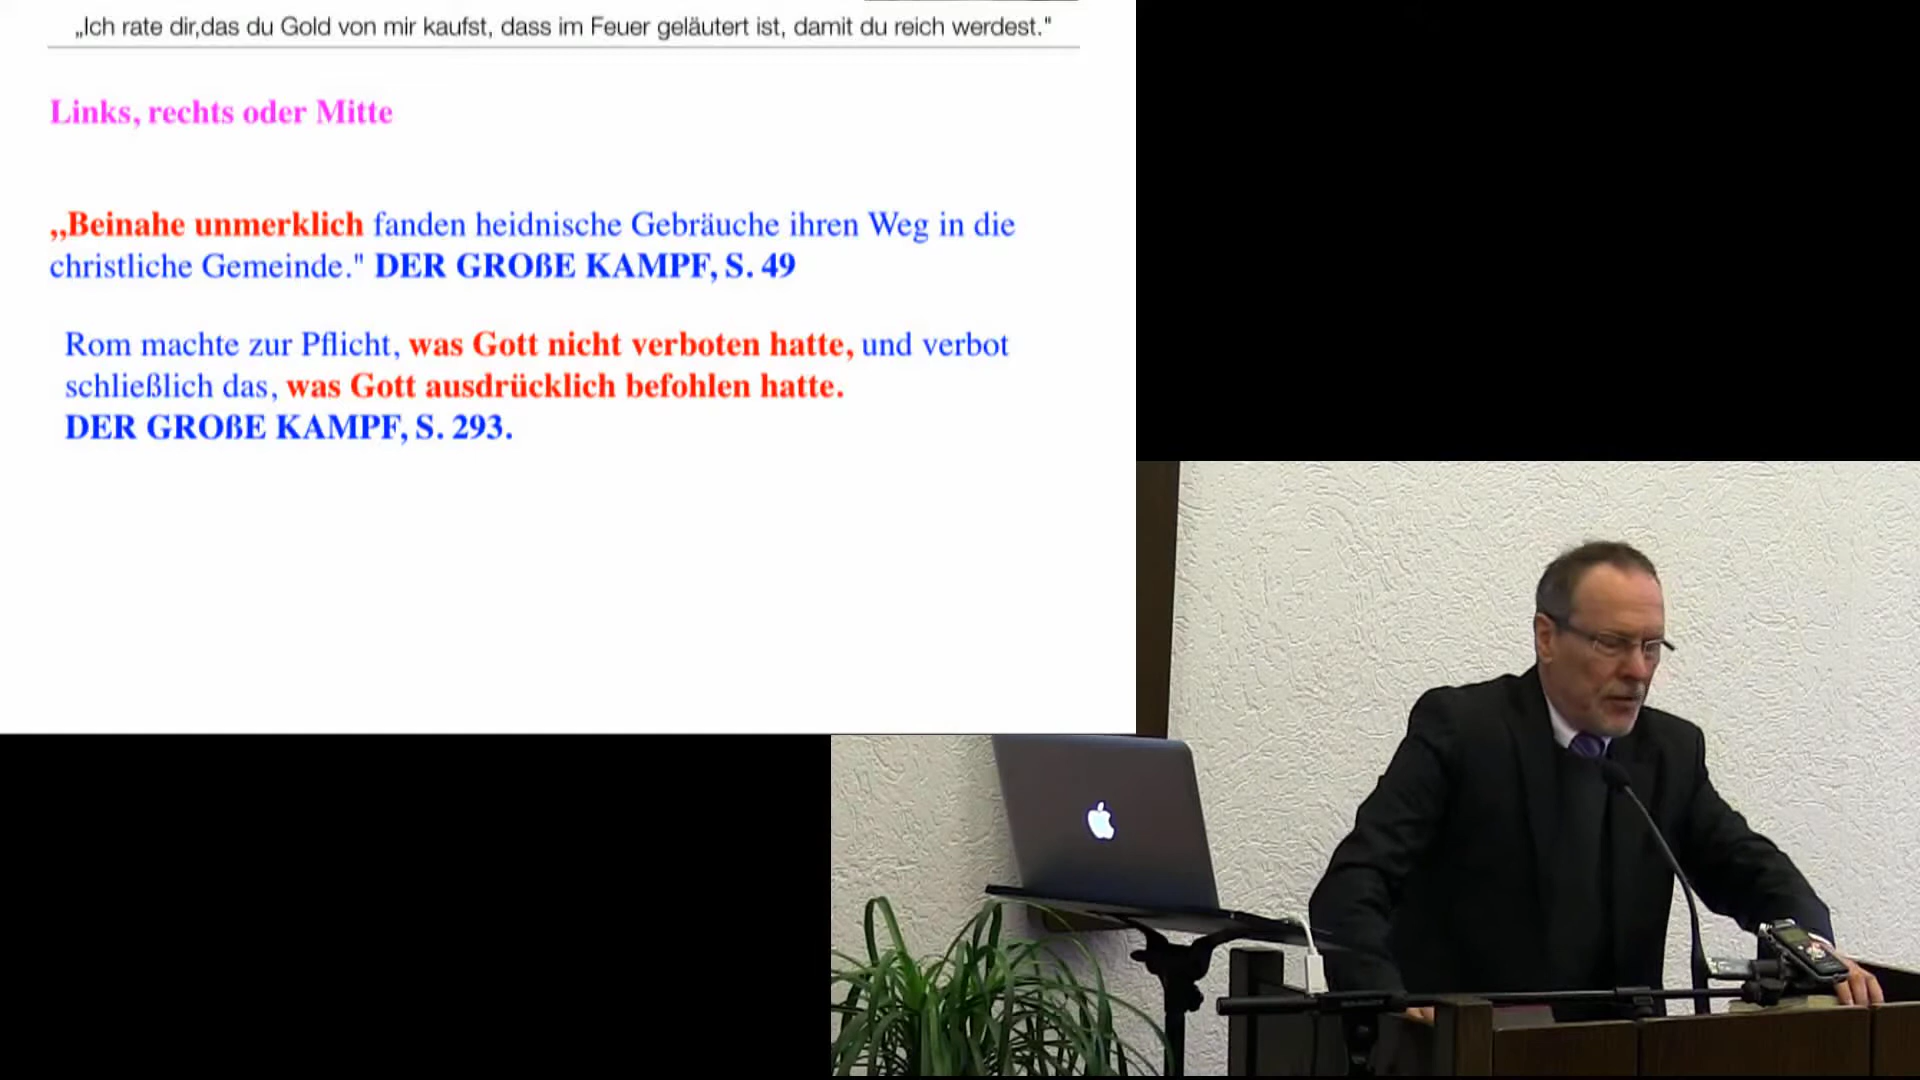 „Ich rate dir,das du Gold von mir kaufst, dass im Feuer geläutert ist, damit du reich werdest."
Links, rechts oder Mitte
„Beinahe unmerklich fanden heidnische Gebräuche ihren Weg in die
christliche Gemeinde." DER GROßE KAMPF, S. 49
Rom machte zur Pflicht, was Gott nicht verboten hatte, und verbot
schließlich das, was Gott ausdrücklich befohlen hatte.
DER GROßE KAMPF, S. 293.